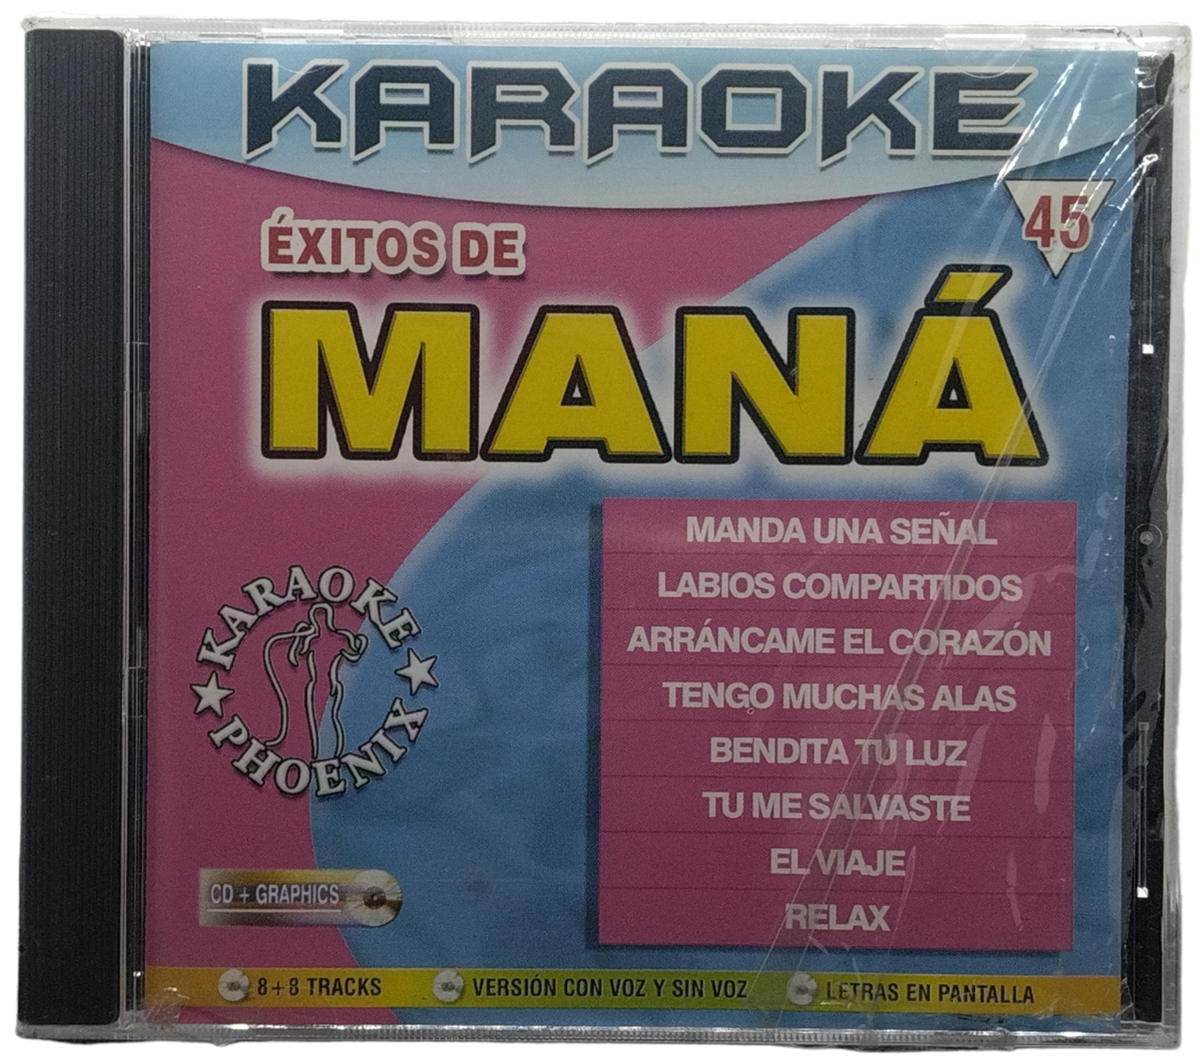 KARAOKE
45
ÉXITOS DE
MANÁ
MANDA UNA SEÑAL
LABIOS COMPARTIDOS
ARRÁNCAME EL CORAZÓN
TENGO MUCHAS ALAS
BENDITA TU LUZ
TU ME SALVASTE
EL VIAJE
RELAX
KARAOKE
PHOENIX
CD + GRAPHICS
8+8 TRACKS
VERSIÓN CON VOZ Y SIN VOZ
LETRAS EN PANTALLA